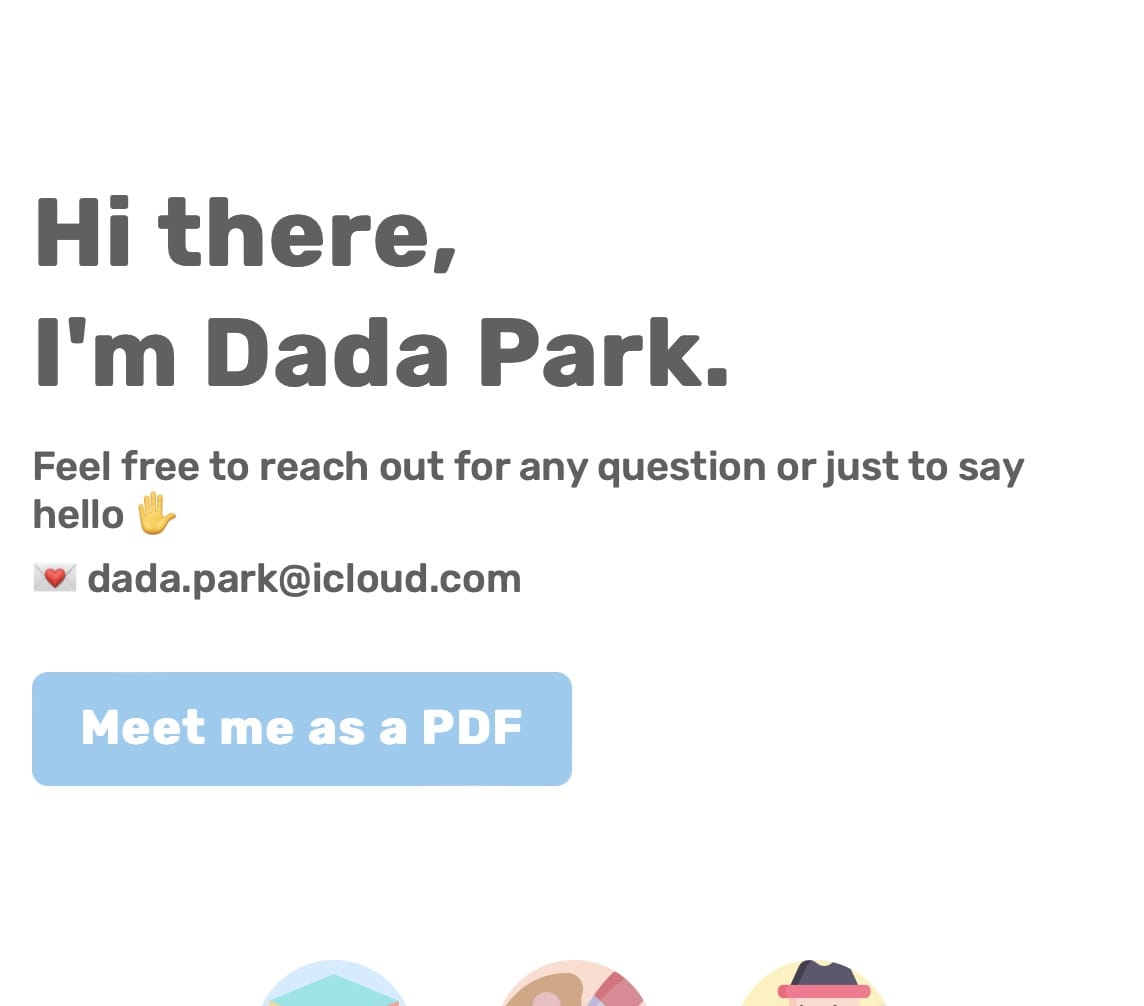 Hi there,
I'm Dada Park.
Feel free to reach out for any question or just to say
hello 🤚
💌 dada.park@icloud.com
Meet me as a PDF